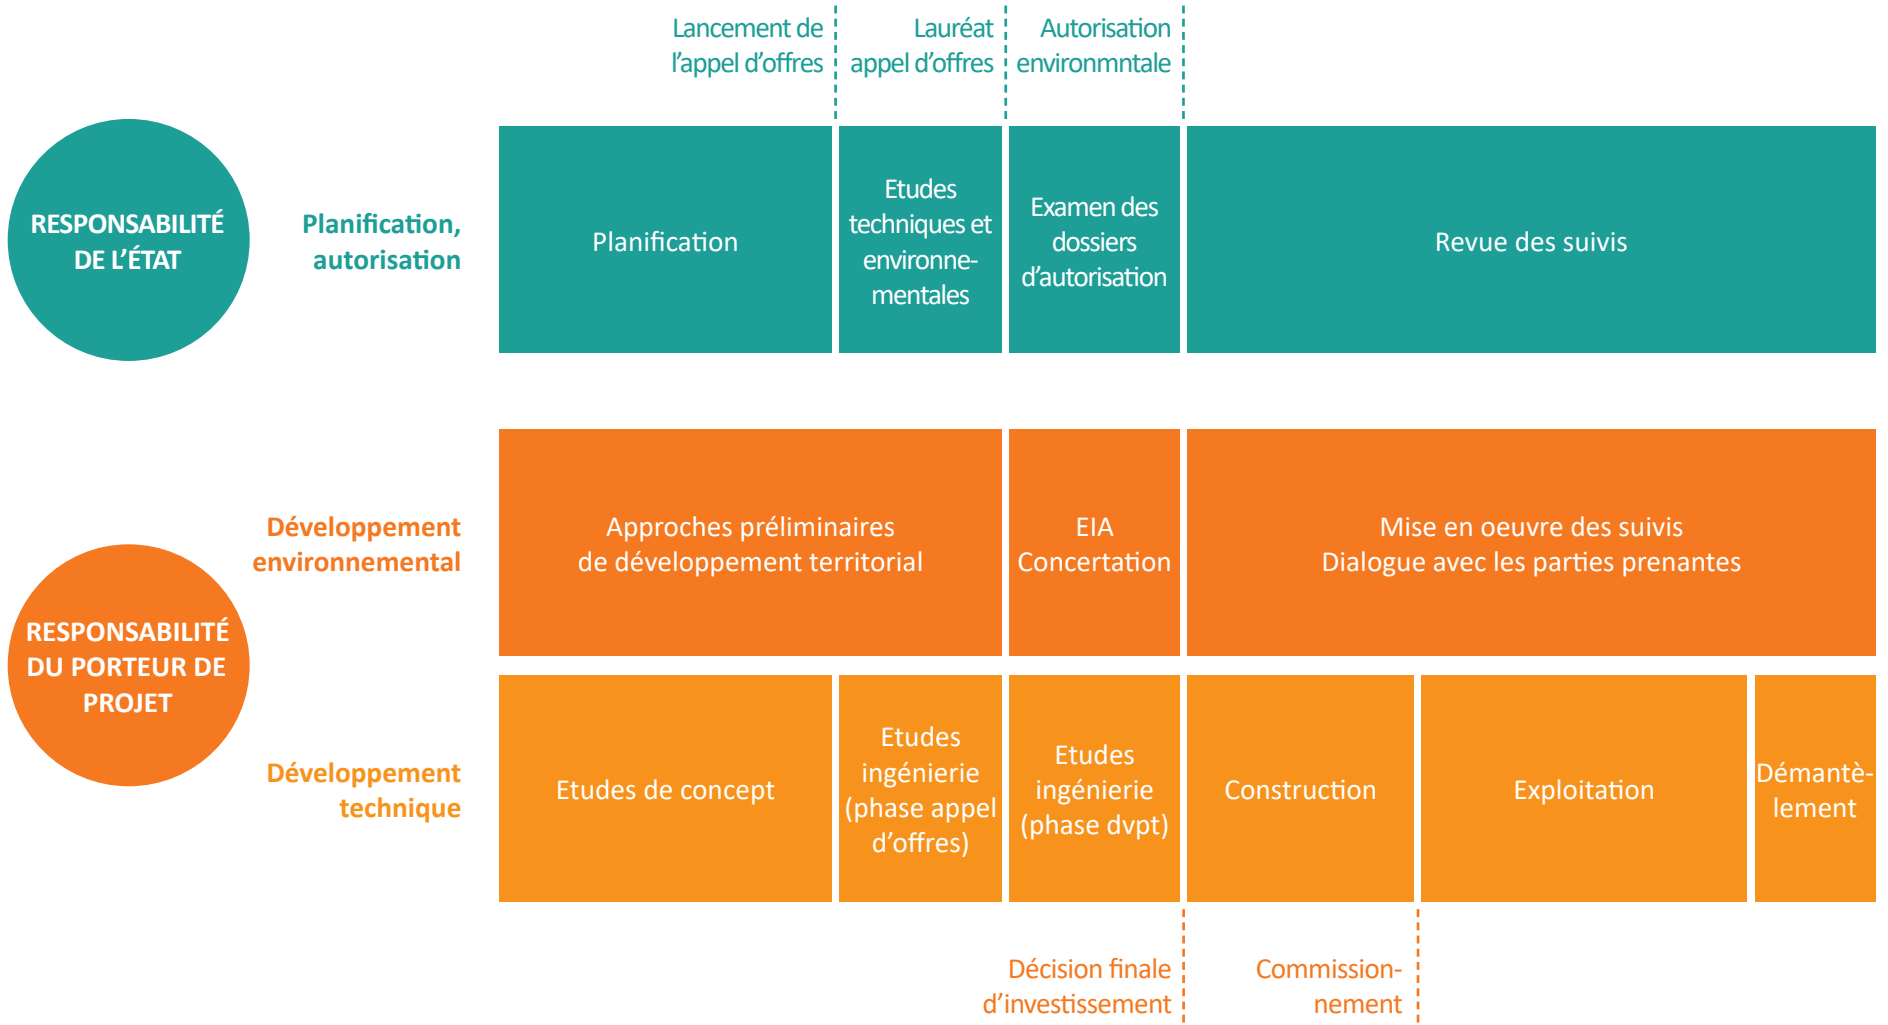 Lancement de
l'appel d'offres
Lauréat
appel d'offres
Autorisation
environmntale
RESPONSABILITÉ
DE L'ÉTAT
Planification,
autorisation
Planification
Etudes
techniques et
environne-
mentales
Examen des
dossiers
d'autorisation
Revue des suivis
RESPONSABILITÉ
DU PORTEUR DE
PROJET
Développement
environnemental
Approches préliminaires
de développement territorial
EIA
Concertation
Mise en oeuvre des suivis
Dialogue avec les parties prenantes
Développement
technique
Etudes de concept
Etudes
ingénierie
(phase appel
d'offres)
Etudes
ingénierie
(phase dvpt)
Construction
Exploitation
Démantè-
lement
Décision finale
d'investissement
Commission-
nement